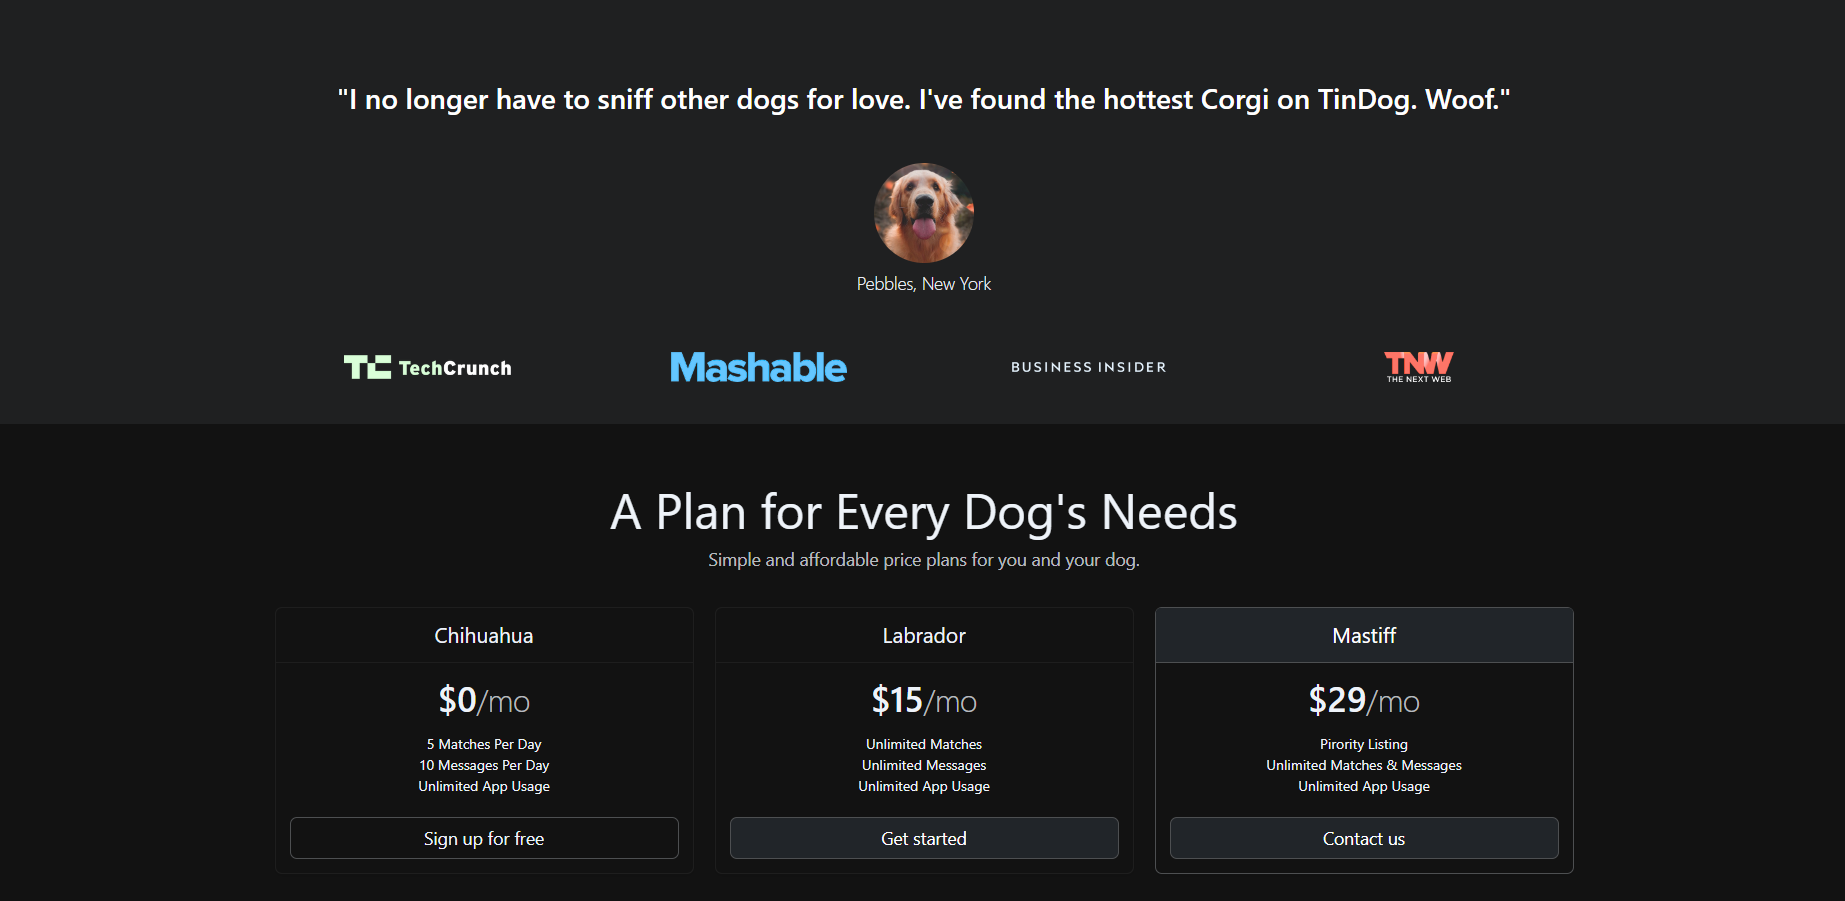 "I no longer have to sniff other dogs for love. I've found the hottest Corgi on TinDog. Woof."
Pebbles, New York
TC TechCrunch
Mashable
BUSINESS INSIDER
TNW
THE NEXT WEB
A Plan for Every Dog's Needs
Simple and affordable price plans for you and your dog.
Chihuahua
$0/mo
5 Matches Per Day
10 Messages Per Day
Unlimited App Usage
Sign up for free
Labrador
$15/mo
Unlimited Matches
Unlimited Messages
Unlimited App Usage
Get started
Mastiff
$29/mo
Pirority Listing
Unlimited Matches & Messages
Unlimited App Usage
Contact us